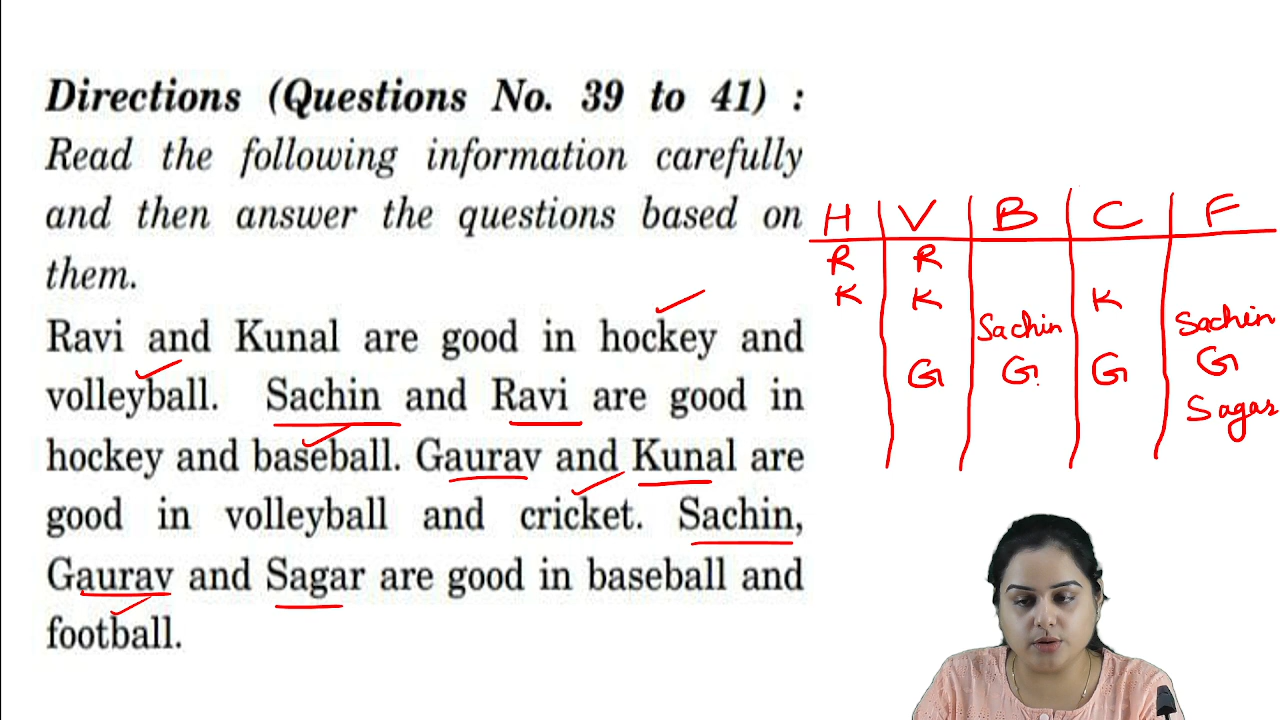 Directions (Questions No. 39 to 41) :
Read the following information carefully
and then answer the questions based on
them.
Ravi and Kunal are good in hockey and
volleyball. Sachin and Ravi are good in
hockey and baseball. Gaurav and Kunal are
good in volleyball and cricket. Sachin,
Gaurav and Sagar are good in baseball and
football.
H V B C F
R R
K K K
Sachin Sachin
G G G G
Sagar